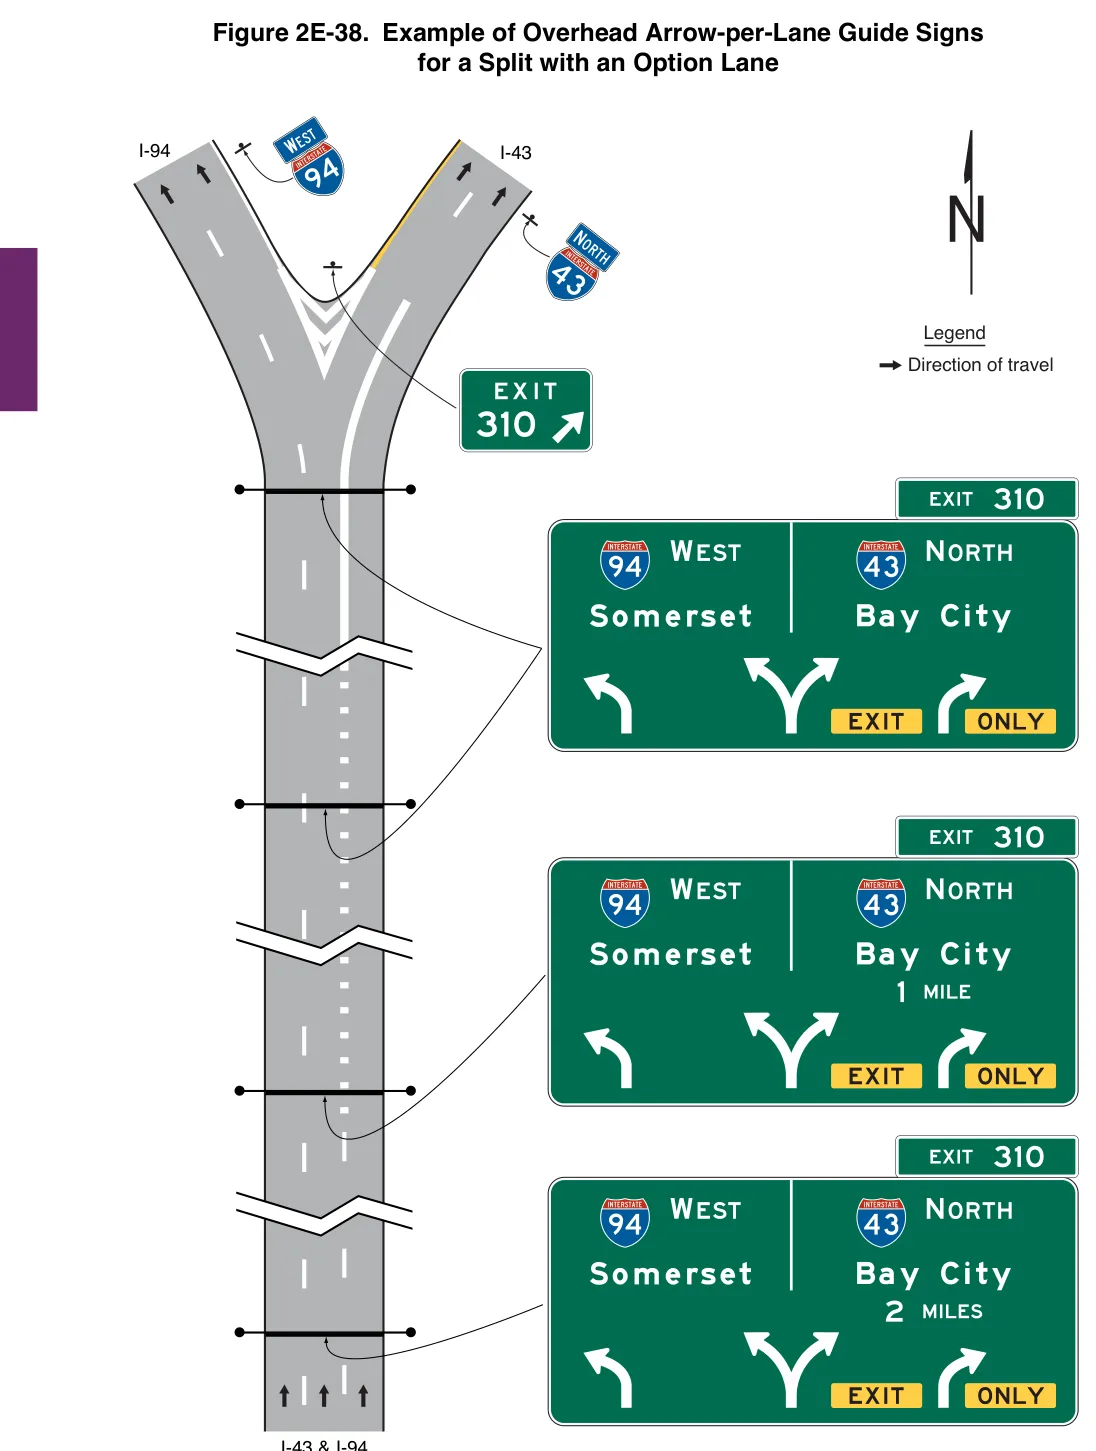 Figure 2E-38. Example of Overhead Arrow-per-Lane Guide Signs
for a Split with an Option Lane
I-94
WEST
INTERSTATE
94
I-43
NORTH
INTERSTATE
43
N
Legend
Direction of travel
EXIT
310
EXIT 310
INTERSTATE
94 WEST
Somerset
INTERSTATE
43 NORTH
Bay City
EXIT ONLY
EXIT 310
INTERSTATE
94 WEST
Somerset
INTERSTATE
43 NORTH
Bay City
1 MILE
EXIT ONLY
EXIT 310
INTERSTATE
94 WEST
Somerset
INTERSTATE
43 NORTH
Bay City
2 MILES
EXIT ONLY
I-43 & I-94